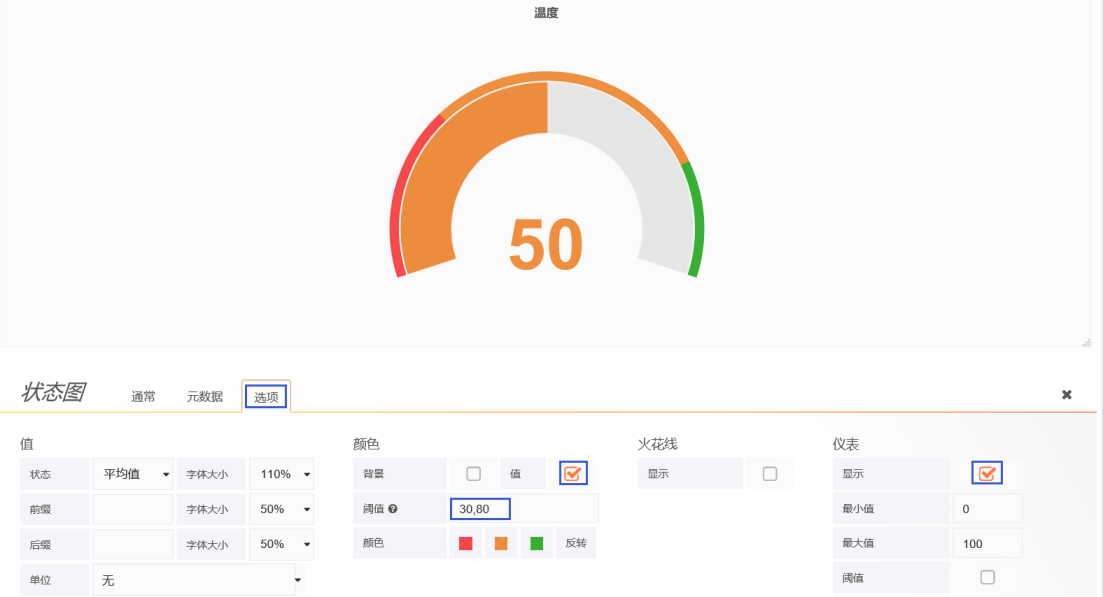 温度
50
状态图 通常 元数据 选项
值 颜色 火花线 仪表
状态 平均值 字体大小 110% 背景 值 显示 显示
前缀 字体大小 50% 阈值 30,80 最小值 0
后缀 字体大小 50% 颜色 反转 最大值 100
单位 无 阈值